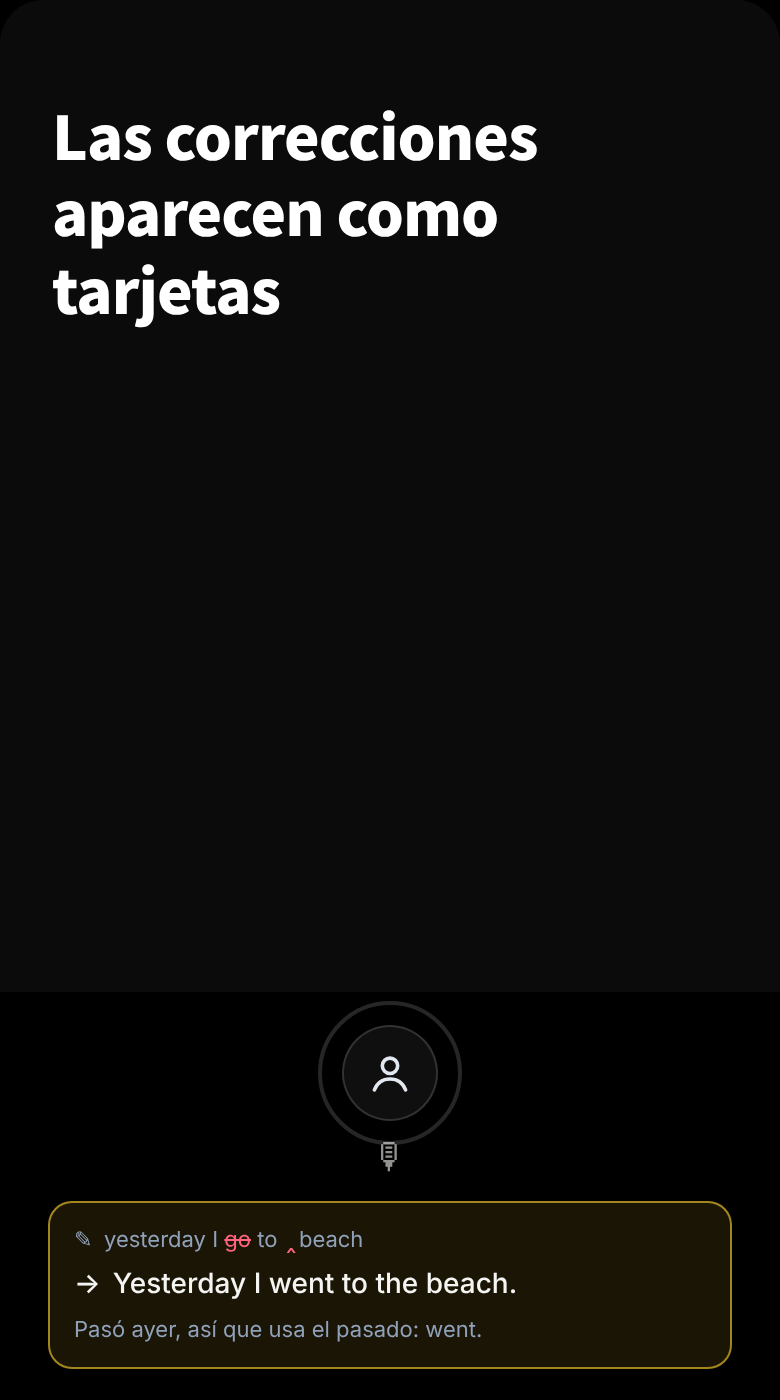 Las correcciones
aparecen como
tarjetas
✎ yesterday I go to ‸beach
→ Yesterday I went to the beach.
Pasó ayer, así que usa el pasado: went.